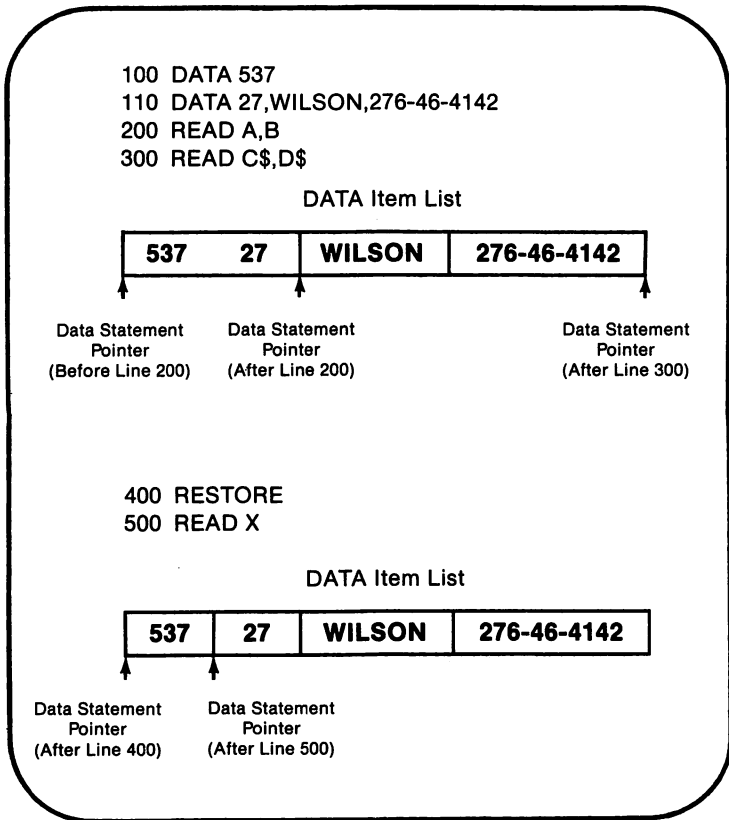 100 DATA 537
110 DATA 27,WILSON,276-46-4142
200 READ A,B
300 READ C$,D$
DATA Item List
537 27 WILSON 276-46-4142
Data Statement Pointer (Before Line 200)
Data Statement Pointer (After Line 200)
Data Statement Pointer (After Line 300)
400 RESTORE
500 READ X
DATA Item List
537 27 WILSON 276-46-4142
Data Statement Pointer (After Line 400)
Data Statement Pointer (After Line 500)